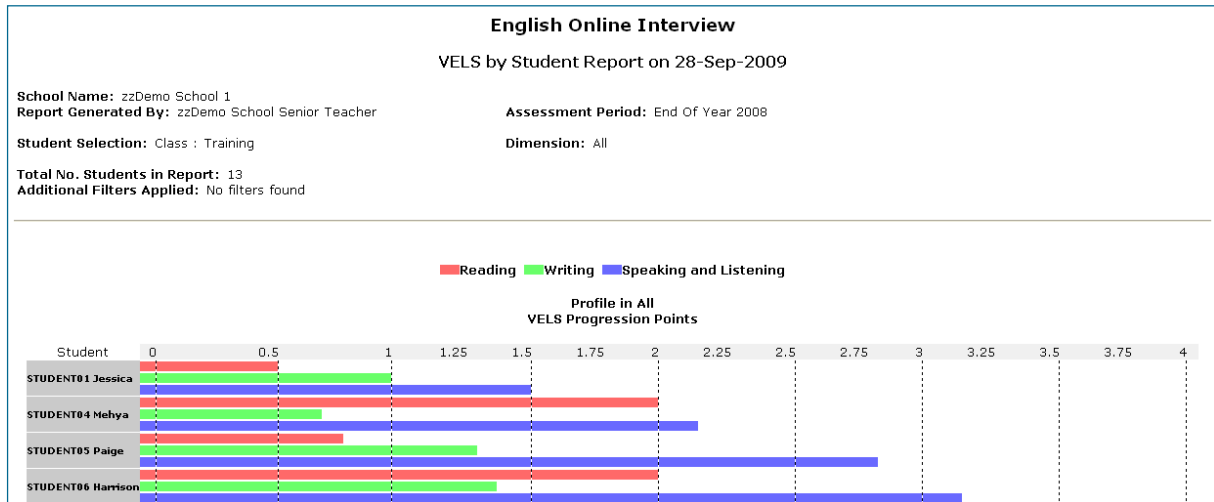 English Online Interview
VELS by Student Report on 28-Sep-2009
School Name: zzDemo School 1
Report Generated By: zzDemo School Senior Teacher Assessment Period: End Of Year 2008
Student Selection: Class : Training Dimension: All
Total No. Students in Report: 13
Additional Filters Applied: No filters found
Reading Writing Speaking and Listening
Profile in All
VELS Progression Points
Student 0 0.5 1 1.25 1.5 1.75 2 2.25 2.5 2.75 3 3.25 3.5 3.75 4
STUDENT01 Jessica
STUDENT04 Mehya
STUDENT05 Paige
STUDENT06 Harrison